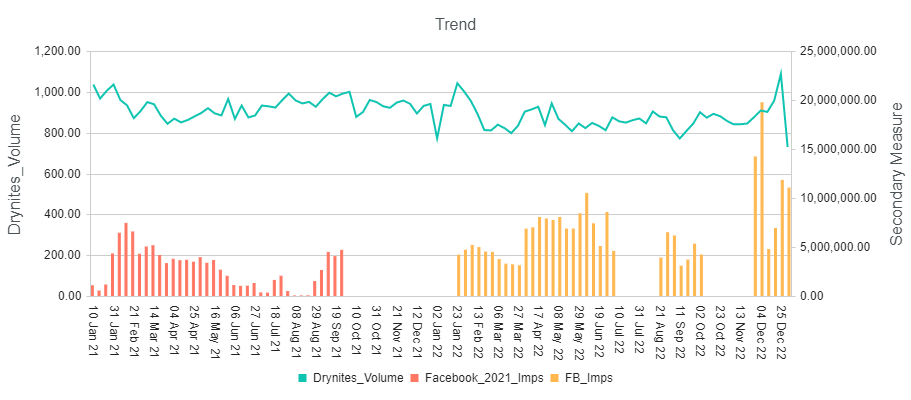 Trend
Drynites_Volume
1,200.00
1,000.00
800.00
600.00
400.00
200.00
0.00
25,000,000.00
20,000,000.00
15,000,000.00
10,000,000.00
5,000,000.00
0.00
Secondary Measure
10 Jan 21
31 Jan 21
21 Feb 21
14 Mar 21
04 Apr 21
25 Apr 21
16 May 21
06 Jun 21
27 Jun 21
18 Jul 21
08 Aug 21
29 Aug 21
19 Sep 21
10 Oct 21
31 Oct 21
21 Nov 21
12 Dec 21
02 Jan 22
23 Jan 22
13 Feb 22
06 Mar 22
27 Mar 22
17 Apr 22
08 May 22
29 May 22
19 Jun 22
10 Jul 22
31 Jul 22
21 Aug 22
11 Sep 22
02 Oct 22
23 Oct 22
13 Nov 22
04 Dec 22
25 Dec 22
Drynites_Volume Facebook_2021_Imps FB_Imps